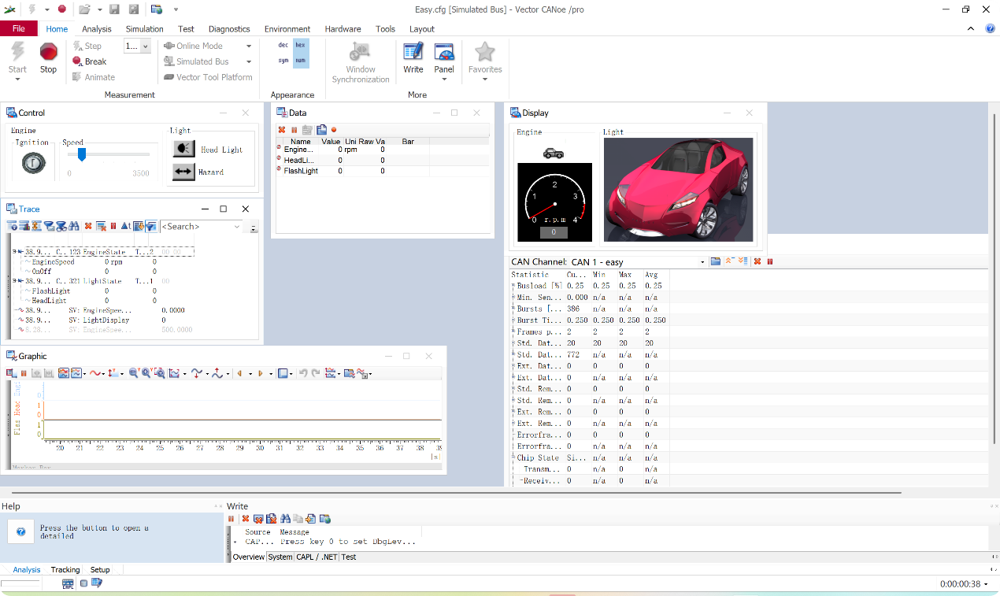 Easy.cfg [Simulated Bus] - Vector CANoe /pro
File Home Analysis Simulation Test Diagnostics Environment Hardware Tools Layout
Start
Stop
Step
Break
Animate
1...
Online Mode
Simulated Bus
Vector Tool Platform
dec hex
sym num
Window
Synchronization
Write
Panel
Favorites
Measurement
Appearance
More
Control
Engine
Ignition
Speed
0 3500
Light
Head Light
Hazard
Data
Name Value Uni Raw Va Bar
Engine... 0 rpm 0
HeadLi... 0 0
FlashLight 0 0
Display
Engine
0 1 2 3 4
r.p.m
0
Light
Trace
<Search>
38.9... C...123 EngineState T...2 00 00
EngineSpeed 0 rpm 0
OnOff 0 0
38.9... C...321 LightState T...1 00
FlashLight 0 0
HeadLight 0 0
38.9... SV: EngineSpee... 0.0000
38.9... SV: LightDisplay 0
8.28... SV: EngineSpee... 500.0000
CAN Channel: CAN 1 - easy
Statistic Cu... Min Max Avg
Busload [%] 0.25 0.25 0.25 0.25
Min. Sen... 0.000 n/a n/a n/a
Bursts [... 386 n/a n/a n/a
Burst Ti... 0.250 0.250 0.250 0.250
Frames p... 2 2 2 2
Std. Dat... 20 20 20 20
Std. Dat... 772 n/a n/a n/a
Ext. Dat... 0 0 0 0
Ext. Dat... 0 n/a n/a n/a
Std. Rem... 0 0 0 0
Std. Rem... 0 n/a n/a n/a
Ext. Rem... 0 0 0 0
Ext. Rem... 0 n/a n/a n/a
Errorfra... 0 0 0 0
Errorfra... 0 n/a n/a n/a
Chip State Si... n/a n/a n/a
Transm... 0 n/a 0 n/a
Receiv... 0 n/a 0 n/a
Graphic
Engi
Head
Flas
0
1
0
1
0
20 21 22 23 24 25 26 27 28 29 30 31 32 33 34 35 36 37 38 39
[s]
Help
Press the button to open a
detailed
Write
Source Message
CAP... Press key 0 to set DbgLev...
Overview System CAPL / .NET Test
Analysis Tracking Setup
0:00:00:38